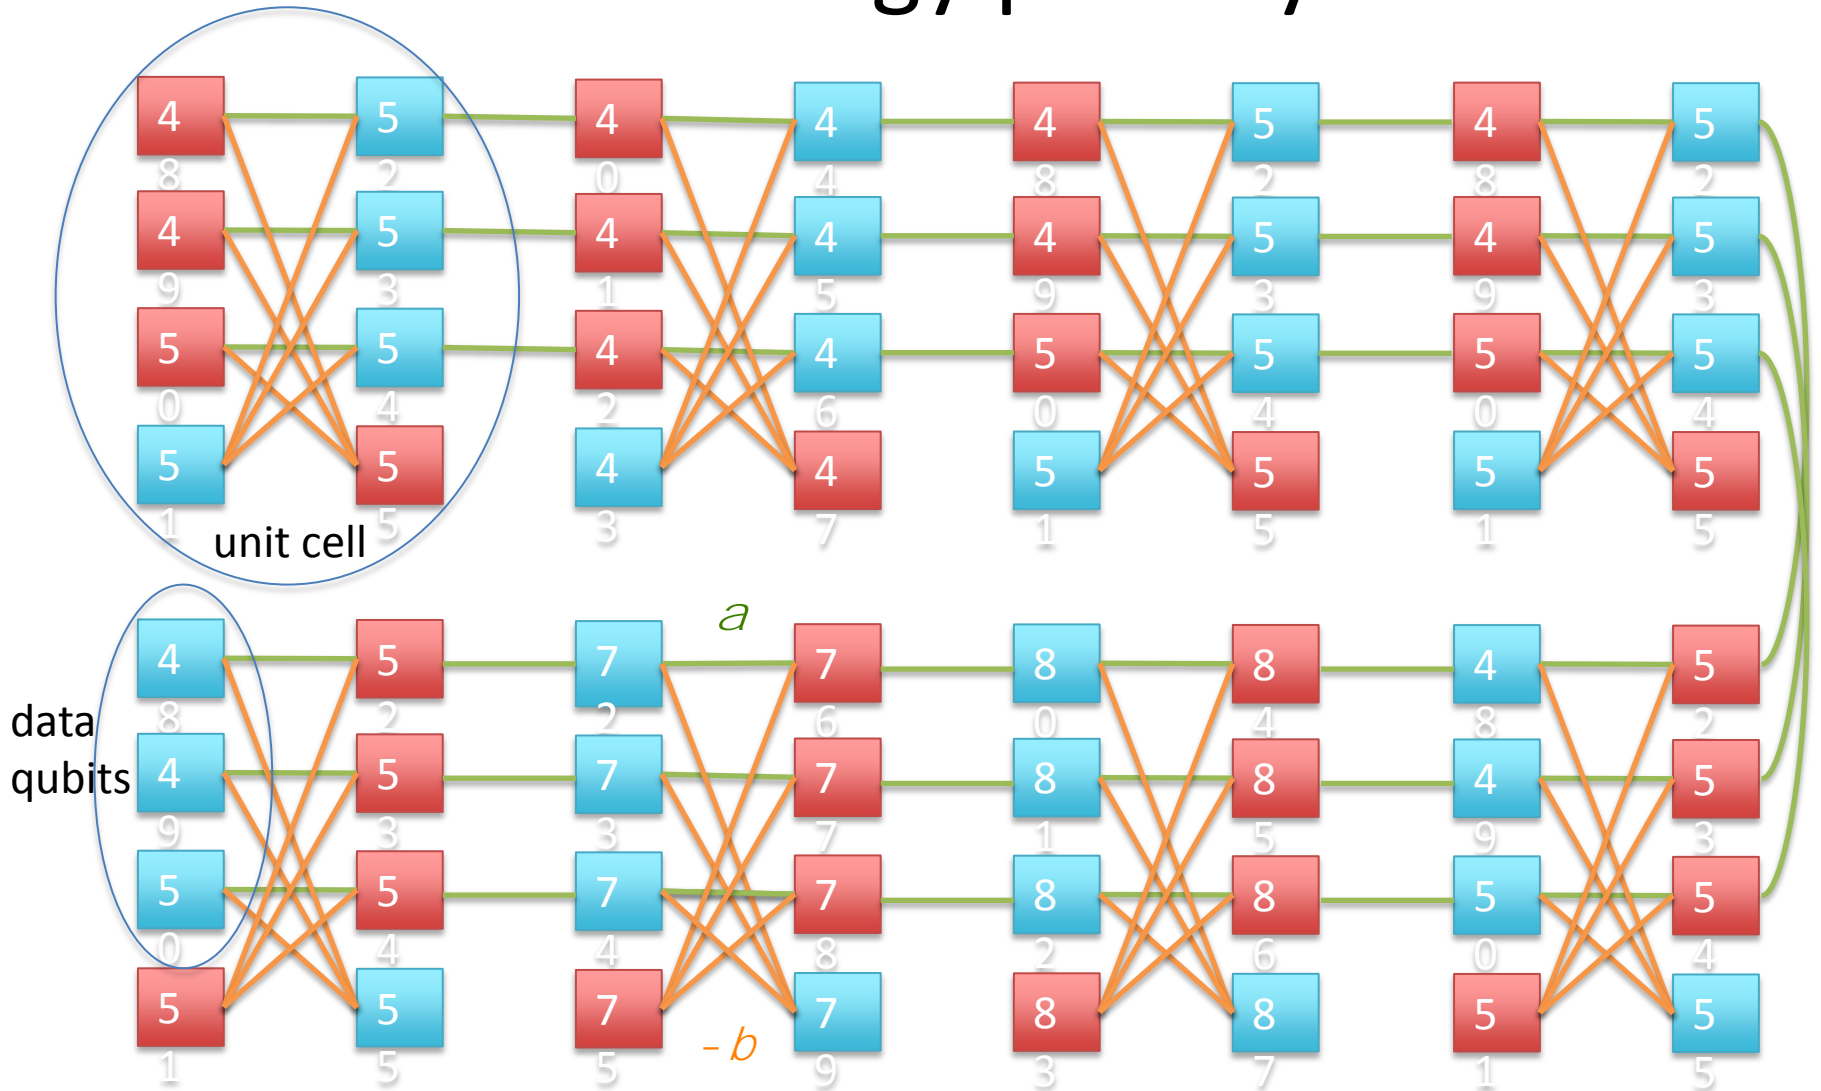 4 5 4 4 4 5 4 5
8 2 0 4 8 2 8 2
4 5 4 4 4 5 4 5
9 3 1 5 9 3 9 3
5 5 4 4 5 5 5 5
0 4 2 6 0 4 0 4
5 5 4 4 5 5 5 5
1 5 3 7 1 5 1 5
unit cell
a
4 5 7 7 8 8 4 5
8 2 2 6 0 4 8 2
data
qubits
4 5 7 7 8 8 4 5
9 3 3 7 1 5 9 3
5 5 7 7 8 8 5 5
0 4 4 8 2 6 0 4
5 5 7 7 8 8 5 5
1 5 5 9 3 7 1 5
-b